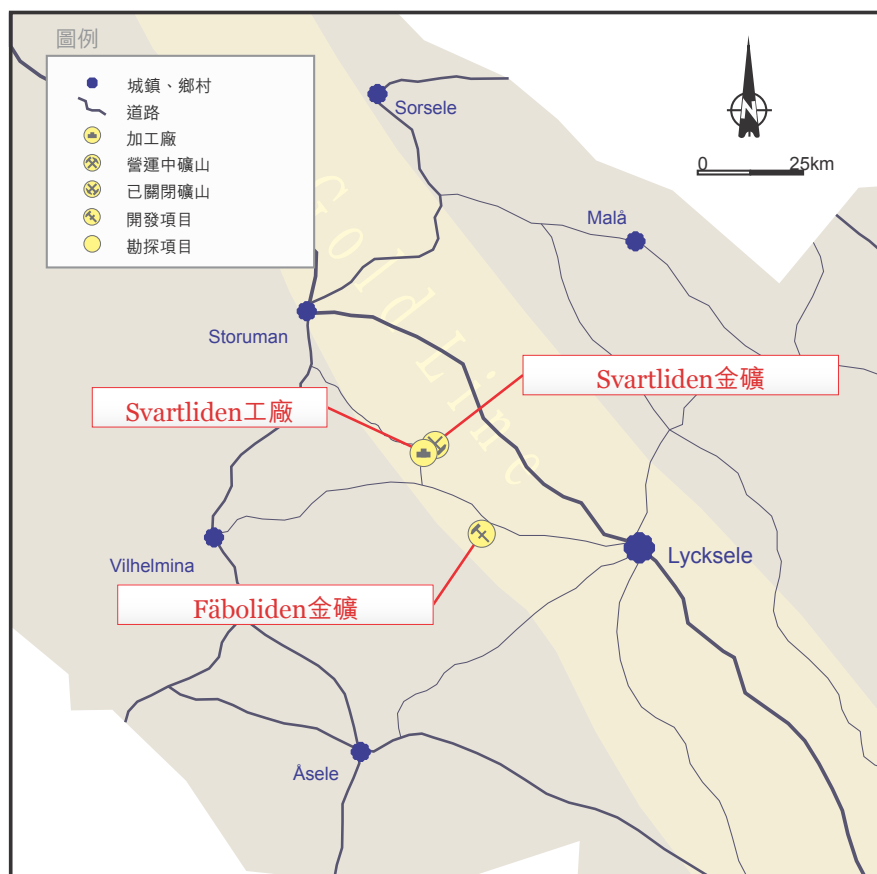 圖例
城鎮、鄉村
道路
加工廠
營運中礦山
已關閉礦山
開發項目
勘探項目
Sorsele
N
0 25km
Malå
Gold Line
Storuman
Svartliden金礦
Svartliden工廠
Vilhelmina
Lycksele
Fäboliden金礦
Åsele